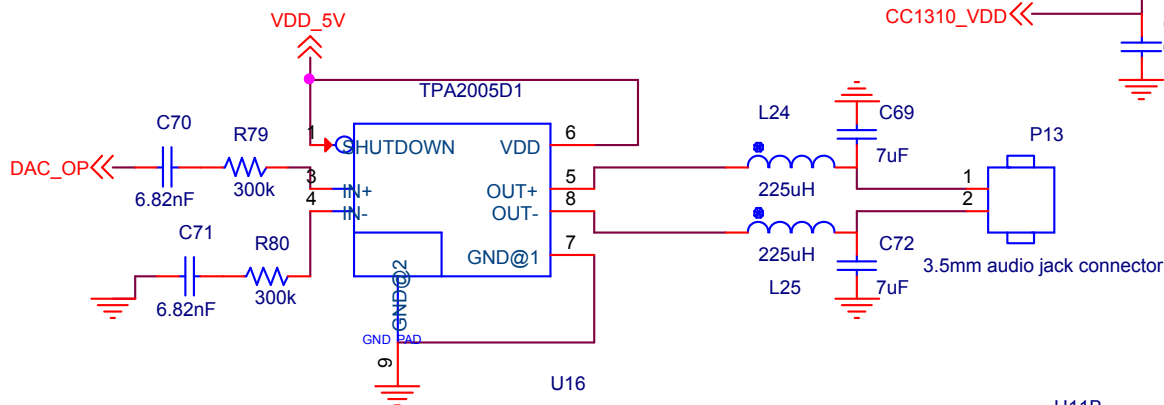 VDD_5V
CC1310_VDD
TPA2005D1
L24
C69
P13
C70
R79
1
SHUTDOWN
VDD
6
7uF
DAC_OP
3
IN+
OUT+
5
225uH
1
6.82nF
300k
4
IN-
OUT-
8
2
C71
R80
GND@1
7
225uH
C72
3.5mm audio jack connector
6.82nF
300k
GND@2
L25
7uF
GND_PAD
9
U16